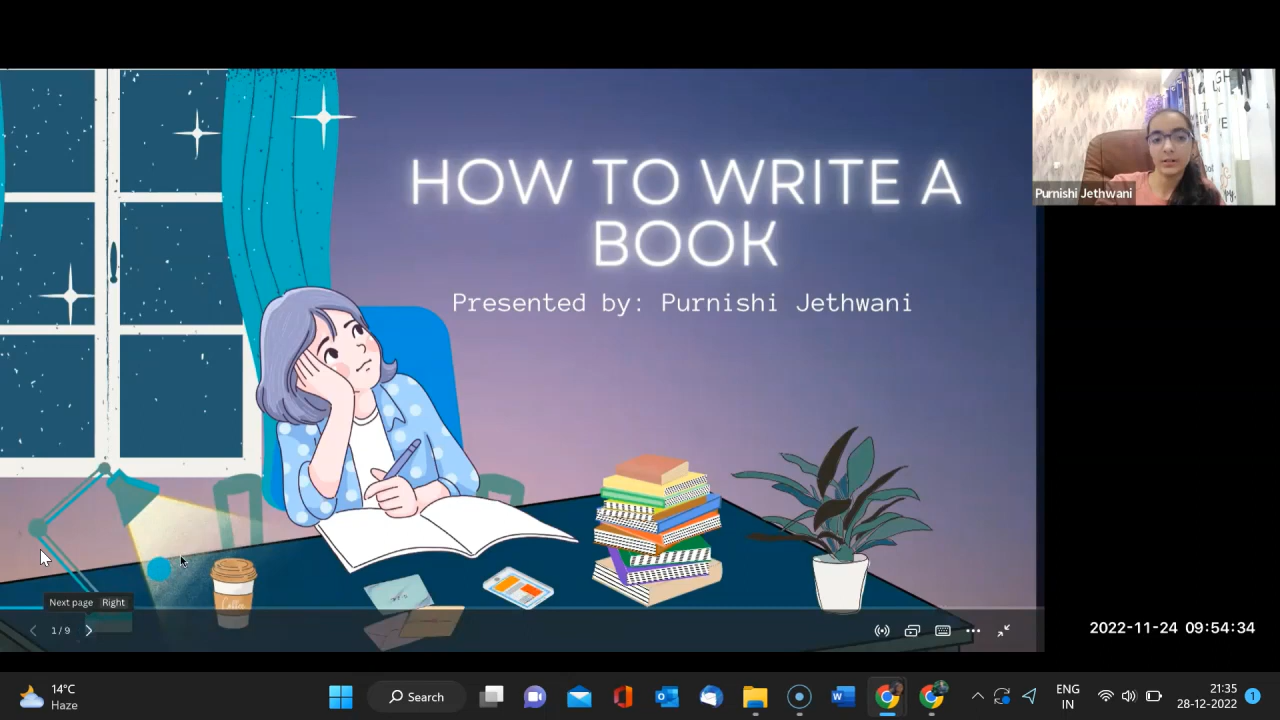 HOW TO WRITE A
BOOK
Presented by: Purnishi Jethwani
Purnishi Jethwani
Coffee
Next page Right
1 / 9
2022-11-24 09:54:34
14°C
Haze
Search
ENG
IN
21:35
28-12-2022
1